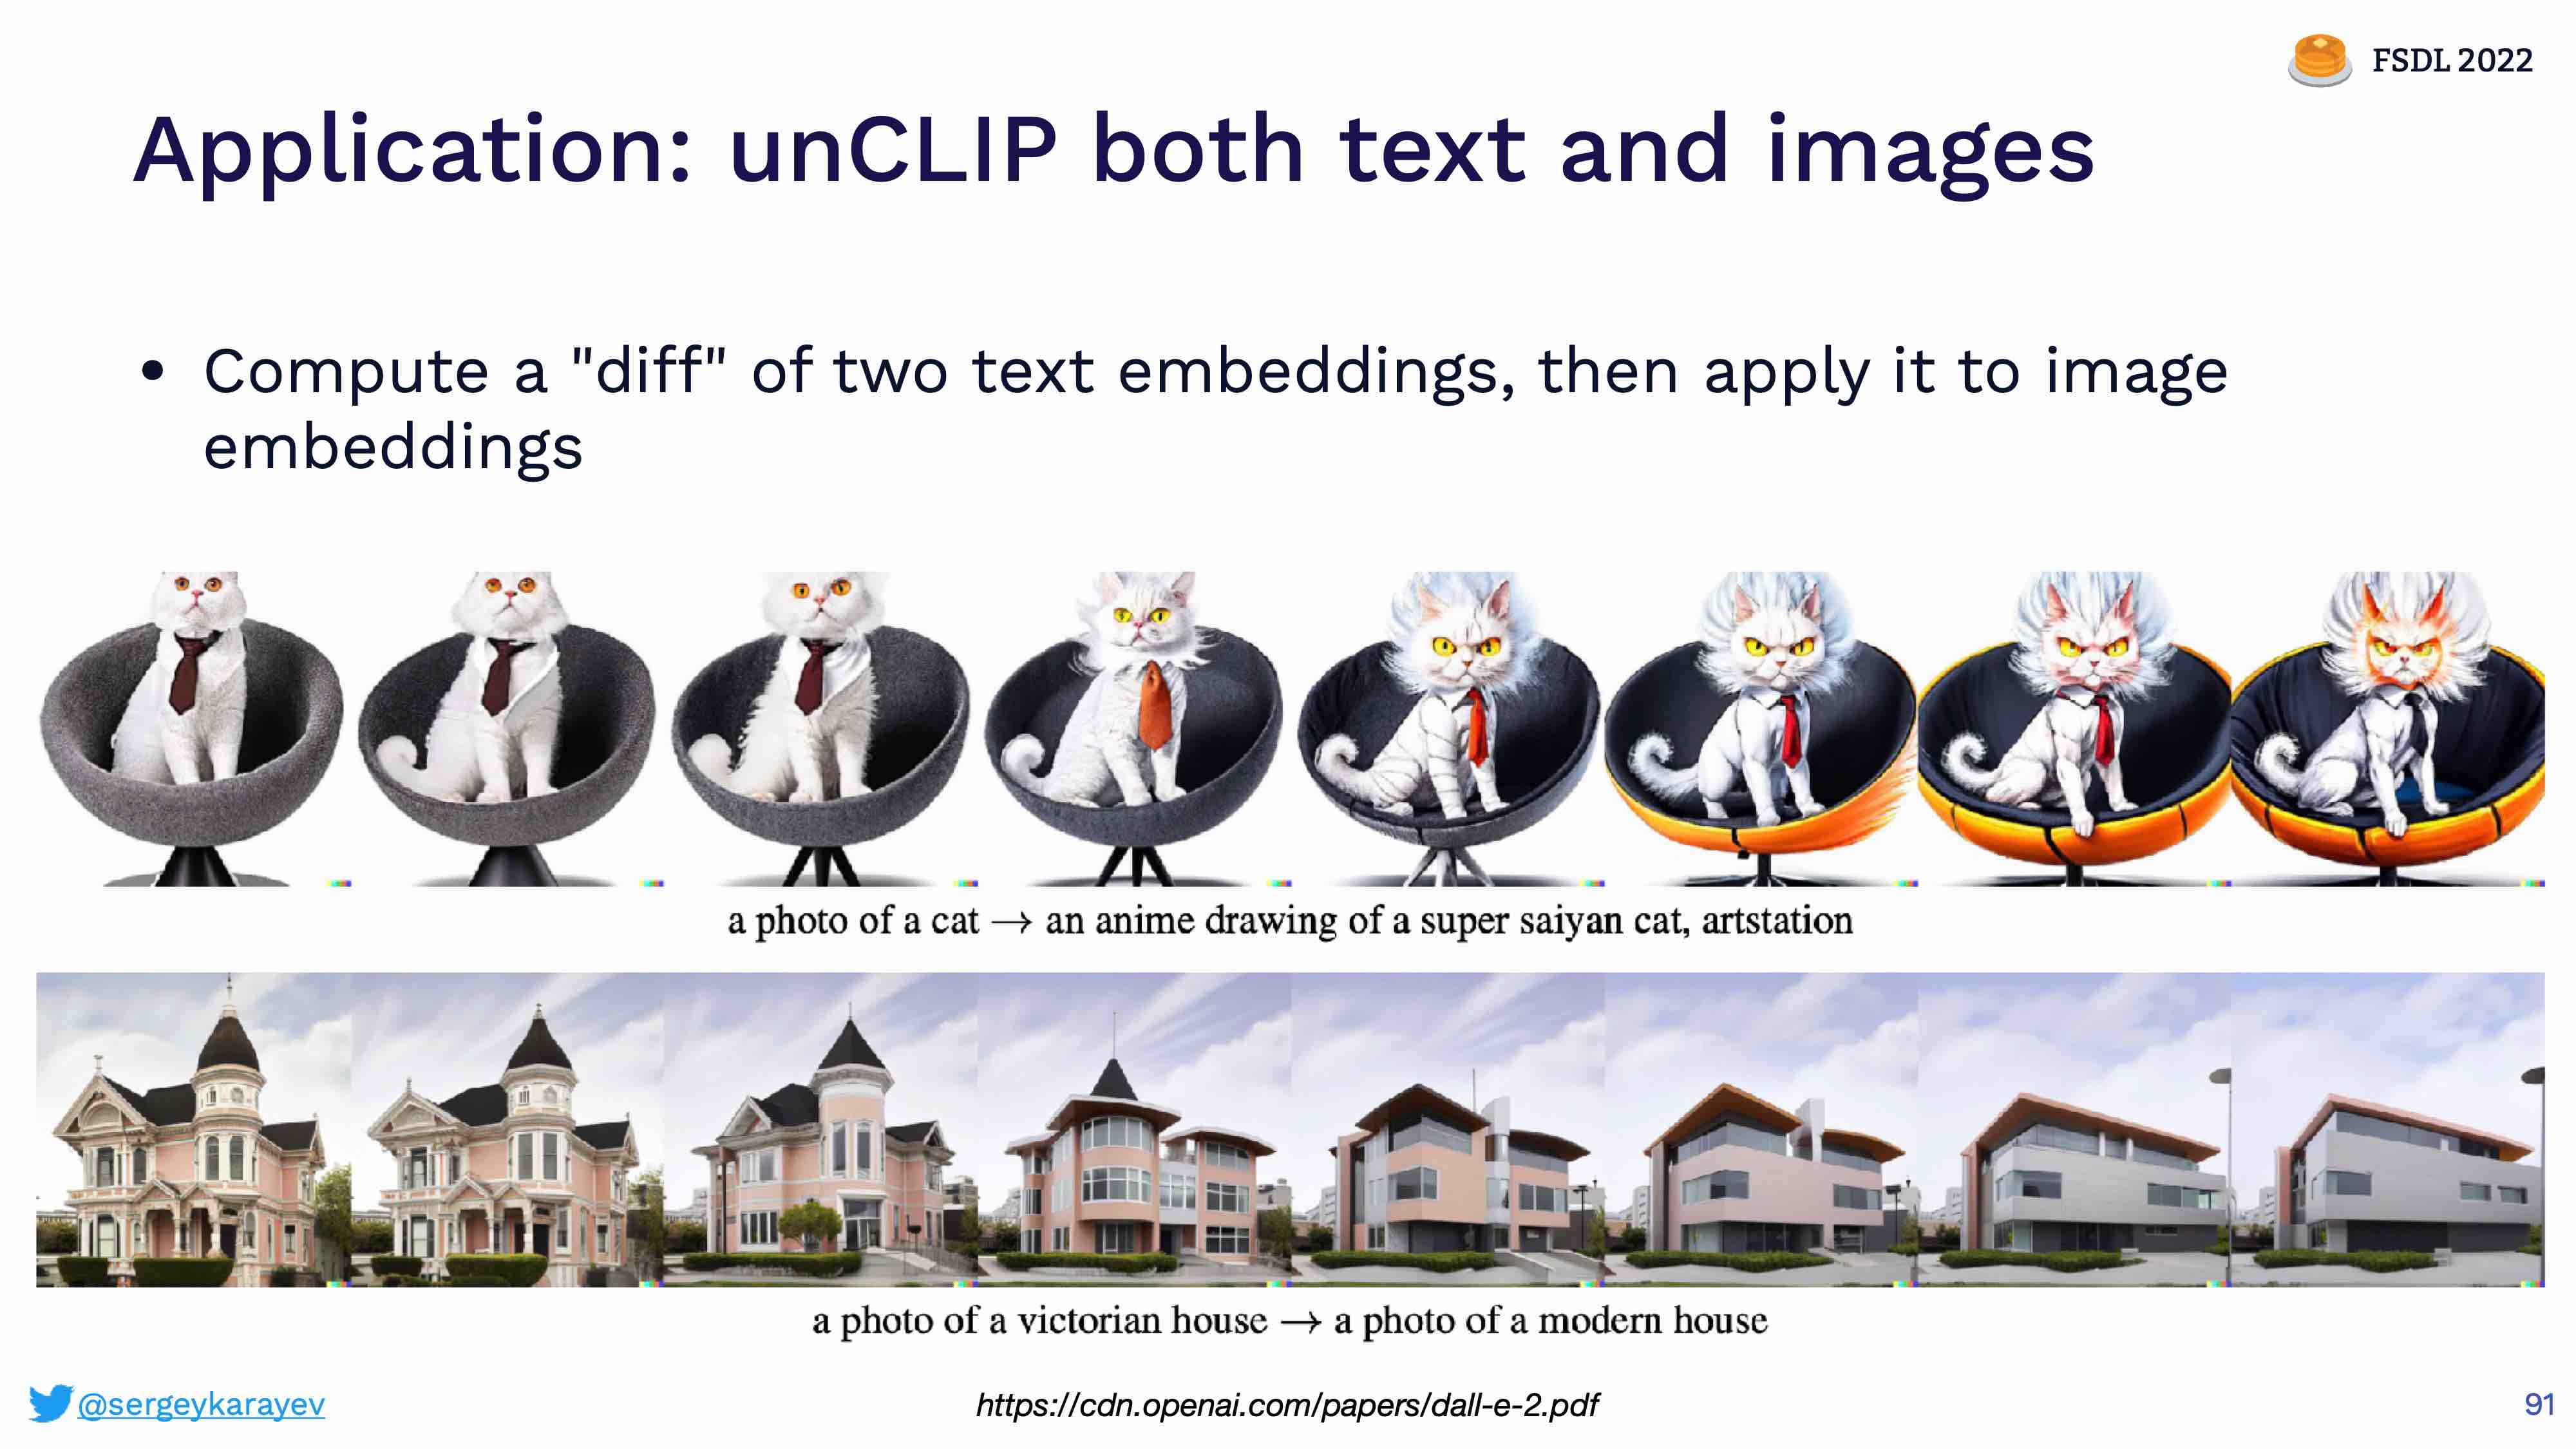 FSDL 2022
Application: unCLIP both text and images
• Compute a "diff" of two text embeddings, then apply it to image
embeddings
a photo of a cat → an anime drawing of a super saiyan cat, artstation
a photo of a victorian house → a photo of a modern house
@sergeykarayev
https://cdn.openai.com/papers/dall-e-2.pdf
91